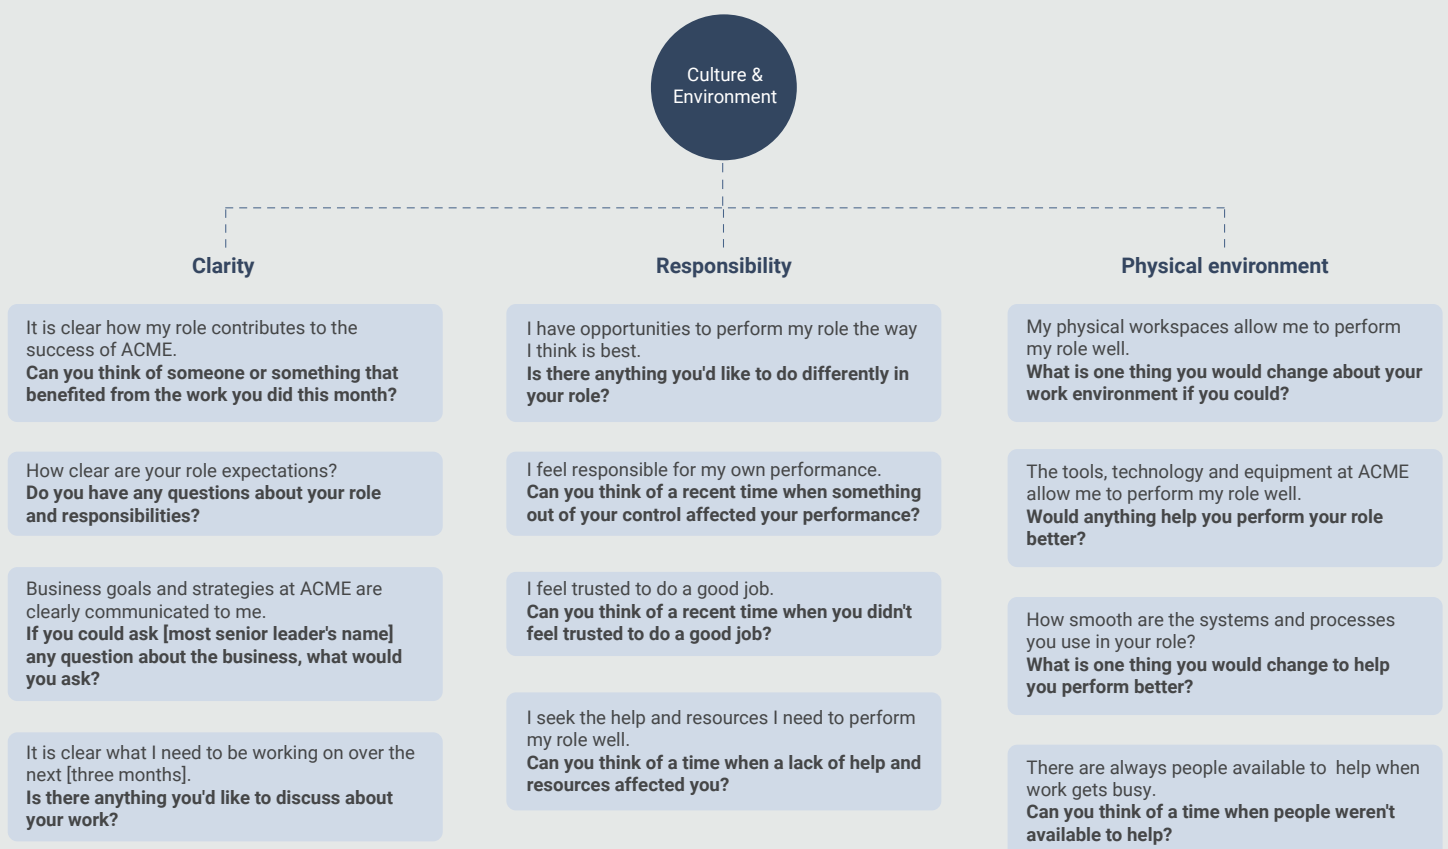 Culture &
Environment
Clarity
It is clear how my role contributes to the
success of ACME.
Can you think of someone or something that
benefited from the work you did this month?
How clear are your role expectations?
Do you have any questions about your role
and responsibilities?
Business goals and strategies at ACME are
clearly communicated to me.
If you could ask [most senior leader's name]
any question about the business, what would
you ask?
It is clear what I need to be working on over the
next [three months].
Is there anything you'd like to discuss about
your work?
Responsibility
I have opportunities to perform my role the way
I think is best.
Is there anything you'd like to do differently in
your role?
I feel responsible for my own performance.
Can you think of a recent time when something
out of your control affected your performance?
I feel trusted to do a good job.
Can you think of a recent time when you didn't
feel trusted to do a good job?
I seek the help and resources I need to perform
my role well.
Can you think of a time when a lack of help and
resources affected you?
Physical environment
My physical workspaces allow me to perform
my role well.
What is one thing you would change about your
work environment if you could?
The tools, technology and equipment at ACME
allow me to perform my role well.
Would anything help you perform your role
better?
How smooth are the systems and processes
you use in your role?
What is one thing you would change to help
you perform better?
There are always people available to  help when
work gets busy.
Can you think of a time when people weren't
available to help?